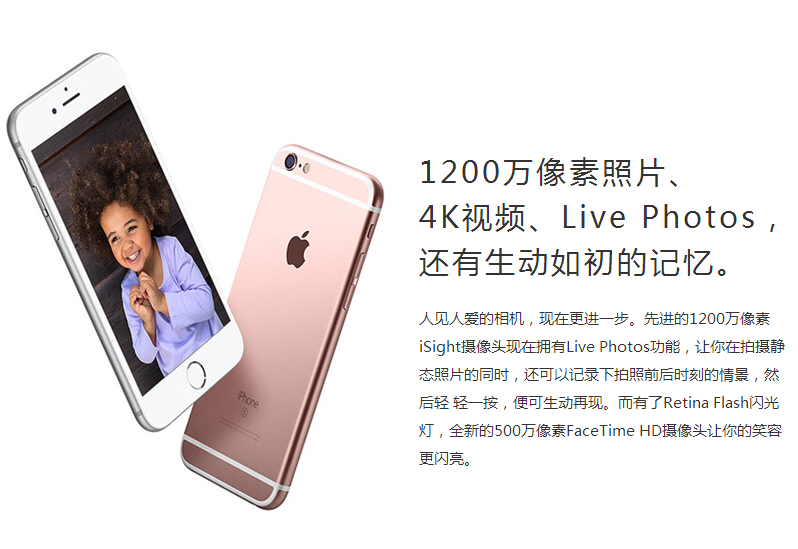 1200万像素照片、
4K视频、Live Photos，
还有生动如初的记忆。
人见人爱的相机，现在更进一步。先进的1200万像素
iSight摄像头现在拥有Live Photos功能，让你在拍摄静
态照片的同时，还可以记录下拍照前后时刻的情景，然
后轻 轻一按，便可生动再现。而有了Retina Flash闪光
灯，全新的500万像素FaceTime HD摄像头让你的笑容
更闪亮。
iPhone
S